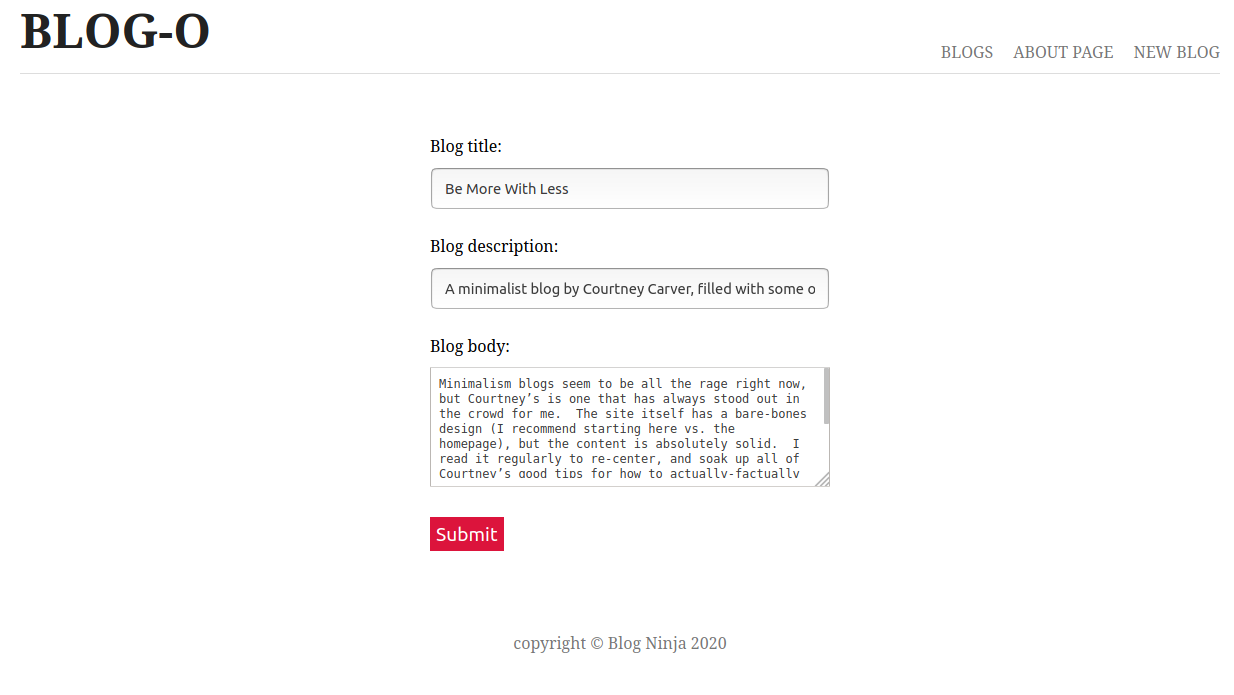 BLOG-O
BLOGS ABOUT PAGE NEW BLOG
Blog title:
Be More With Less
Blog description:
A minimalist blog by Courtney Carver, filled with some o
Blog body:
Minimalism blogs seem to be all the rage right now,
but Courtney’s is one that has always stood out in
the crowd for me.  The site itself has a bare-bones
design (I recommend starting here vs. the
homepage), but the content is absolutely solid.  I
read it regularly to re-center, and soak up all of
Courtney’s good tips for how to actually-factually
Submit
copyright © Blog Ninja 2020